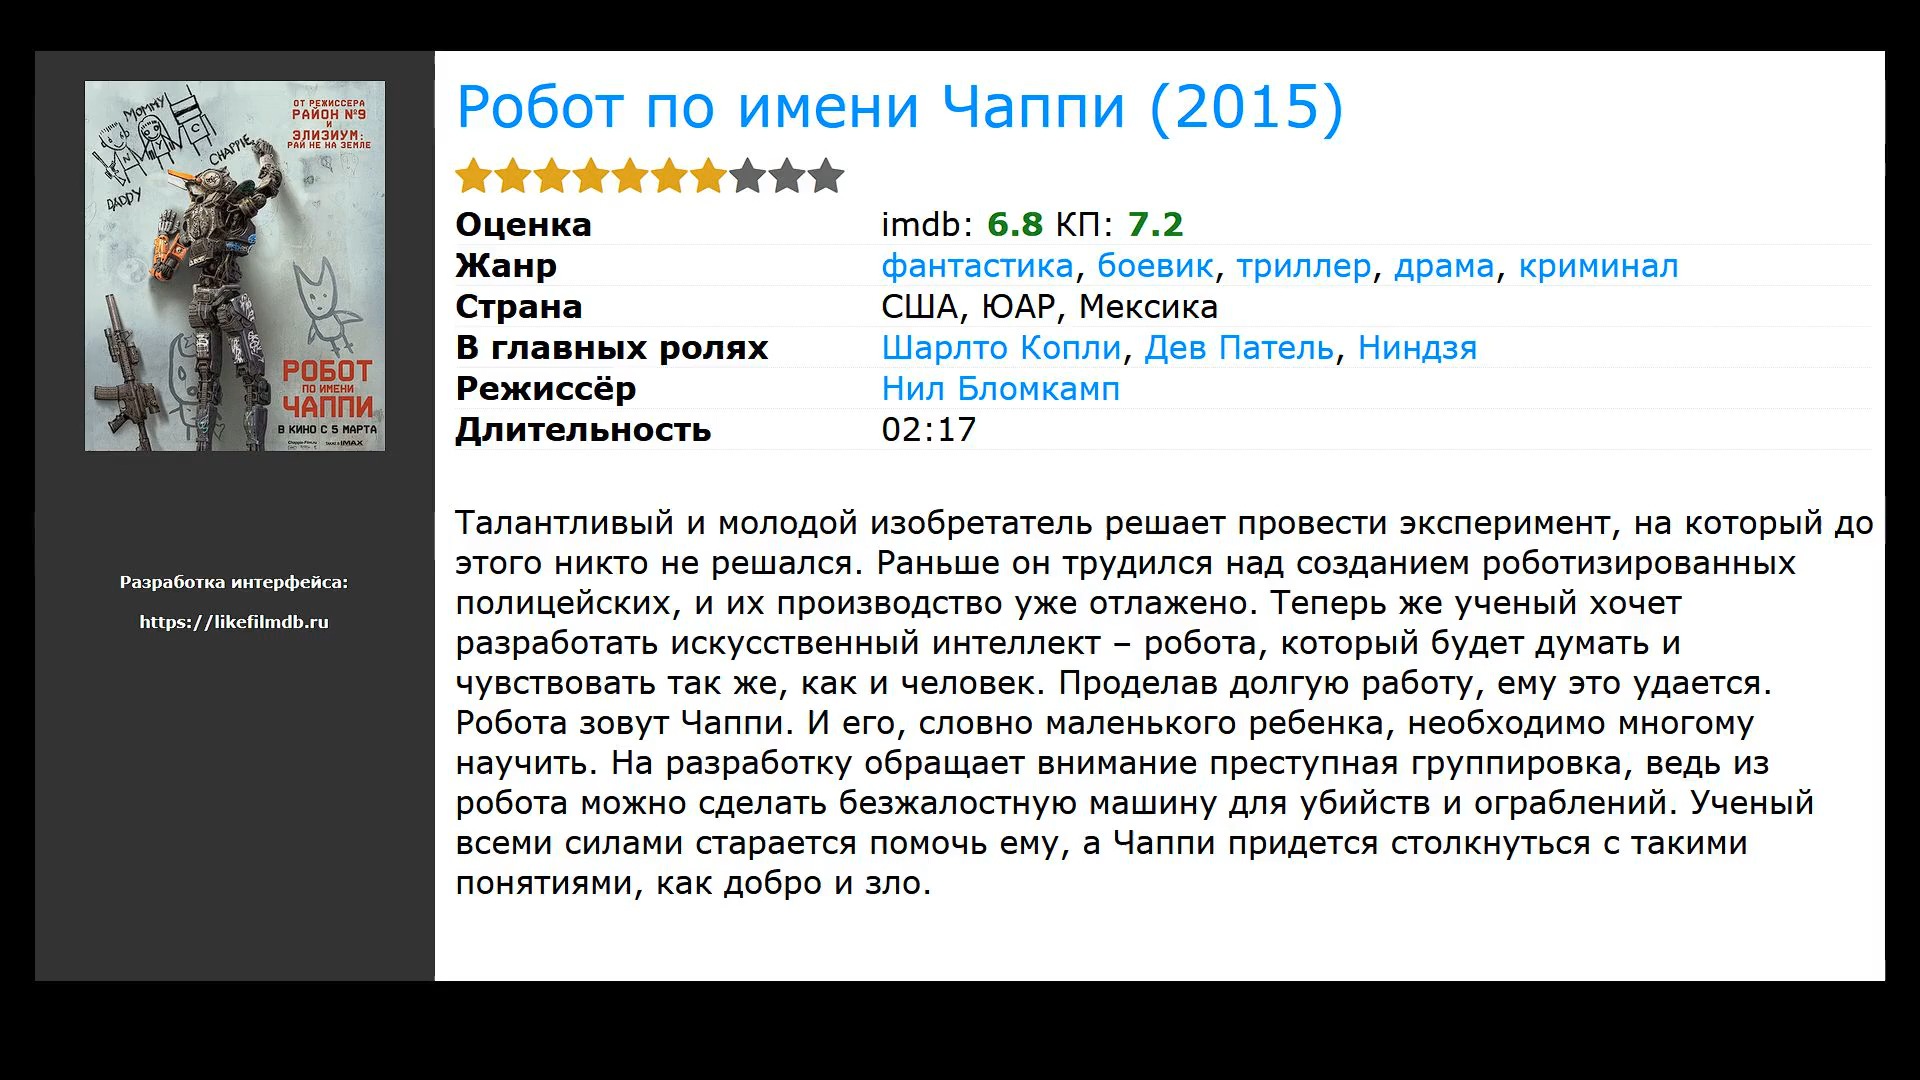 MOMMY
CHAPPIE
DADDY
ОТ РЕЖИССЕРА
РАЙОН №9
И
ЭЛИЗИУМ:
РАЙ НЕ НА ЗЕМЛЕ
РОБОТ
ПО ИМЕНИ
ЧАППИ
В КИНО С 5 МАРТА
IMAX
Разработка интерфейса:
https://likefilmdb.ru
Робот по имени Чаппи (2015)
Оценка imdb: 6.8 КП: 7.2
Жанр фантастика, боевик, триллер, драма, криминал
Страна США, ЮАР, Мексика
В главных ролях Шарлто Копли, Дев Патель, Ниндзя
Режиссёр Нил Бломкамп
Длительность 02:17
Талантливый и молодой изобретатель решает провести эксперимент, на который до
этого никто не решался. Раньше он трудился над созданием роботизированных
полицейских, и их производство уже отлажено. Теперь же ученый хочет
разработать искусственный интеллект – робота, который будет думать и
чувствовать так же, как и человек. Проделав долгую работу, ему это удается.
Робота зовут Чаппи. И его, словно маленького ребенка, необходимо многому
научить. На разработку обращает внимание преступная группировка, ведь из
робота можно сделать безжалостную машину для убийств и ограблений. Ученый
всеми силами старается помочь ему, а Чаппи придется столкнуться с такими
понятиями, как добро и зло.